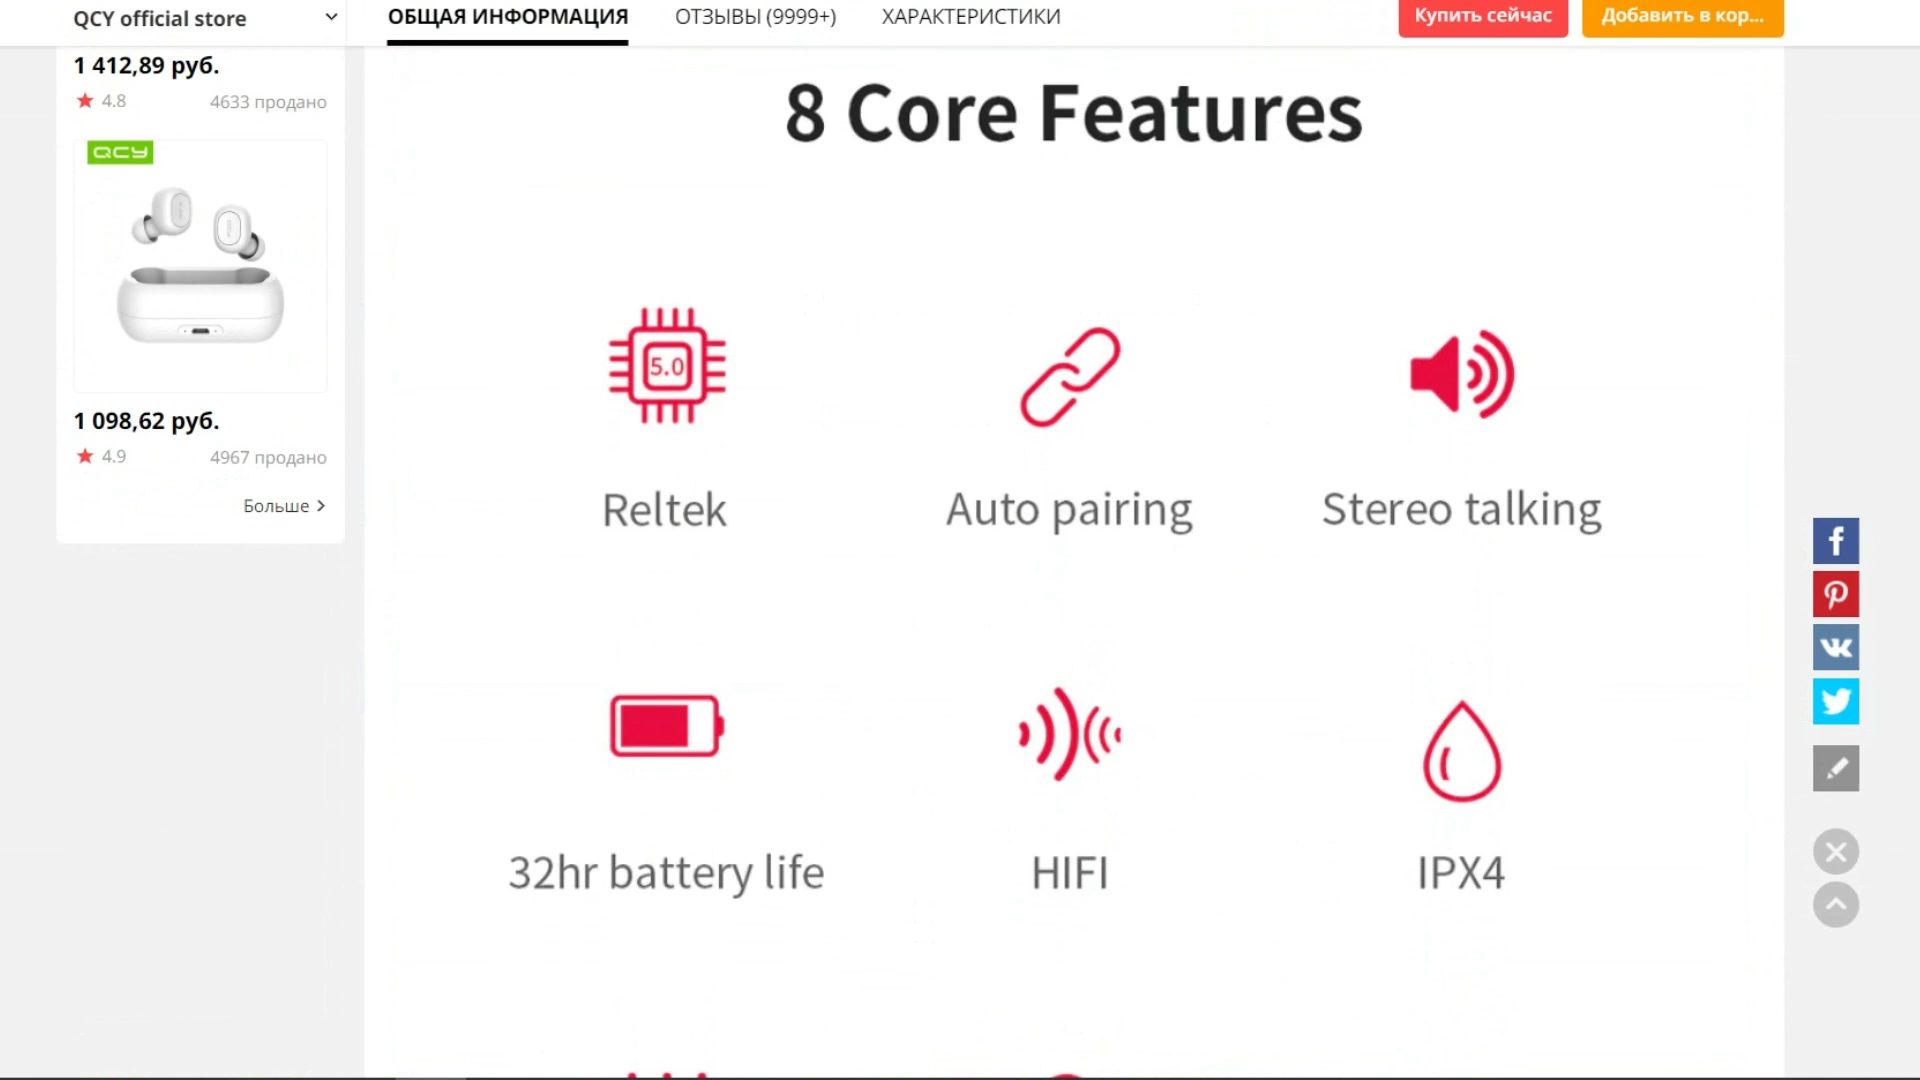 QCY official store
ОБЩАЯ ИНФОРМАЦИЯ
ОТЗЫВЫ (9999+)
ХАРАКТЕРИСТИКИ
Купить сейчас
Добавить в кор...
1 412,89 руб.
4.8
4633 продано
QCY
1 098,62 руб.
4.9
4967 продано
Больше
8 Core Features
5.0
Reltek
Auto pairing
Stereo talking
32hr battery life
HIFI
IPX4